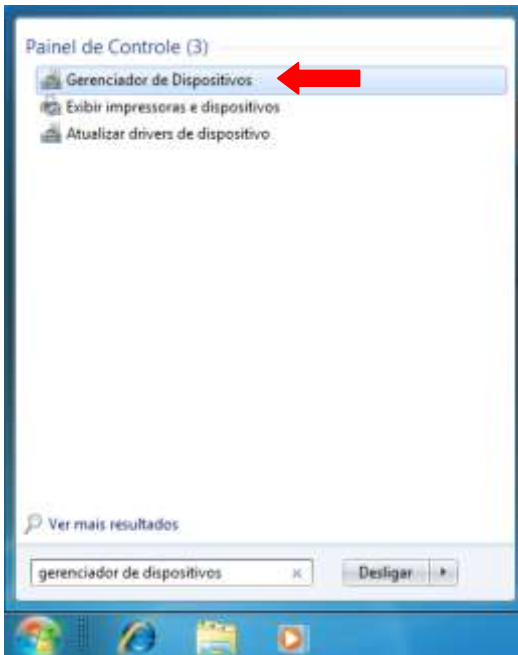 Painel de Controle (3)
Gerenciador de Dispositivos
Exibir impressoras e dispositivos
Atualizar drivers de dispositivo
Ver mais resultados
gerenciador de dispositivos
Desligar